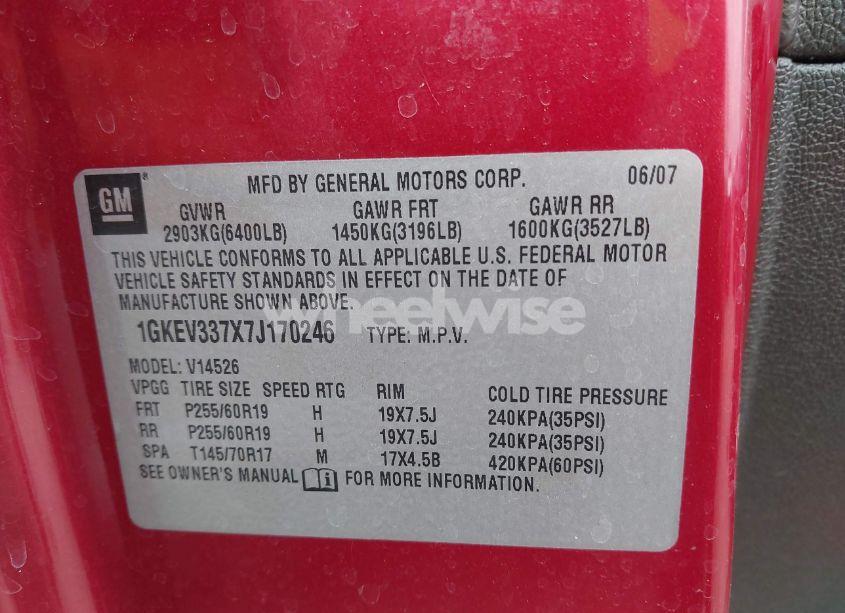 GM
MFD BY GENERAL MOTORS CORP. 06/07
GVWR GAWR FRT GAWR RR
2903KG(6400LB) 1450KG(3196LB) 1600KG(3527LB)
THIS VEHICLE CONFORMS TO ALL APPLICABLE U.S. FEDERAL MOTOR
VEHICLE SAFETY STANDARDS IN EFFECT ON THE DATE OF
MANUFACTURE SHOWN ABOVE.
wheelwise
1GKEV337X7J170246 TYPE: M.P.V.
MODEL: V14526
VPGG TIRE SIZE SPEED RTG RIM COLD TIRE PRESSURE
FRT P255/60R19 H 19X7.5J 240KPA(35PSI)
RR P255/60R19 H 19X7.5J 240KPA(35PSI)
SPA T145/70R17 M 17X4.5B 420KPA(60PSI)
SEE OWNER'S MANUAL FOR MORE INFORMATION.